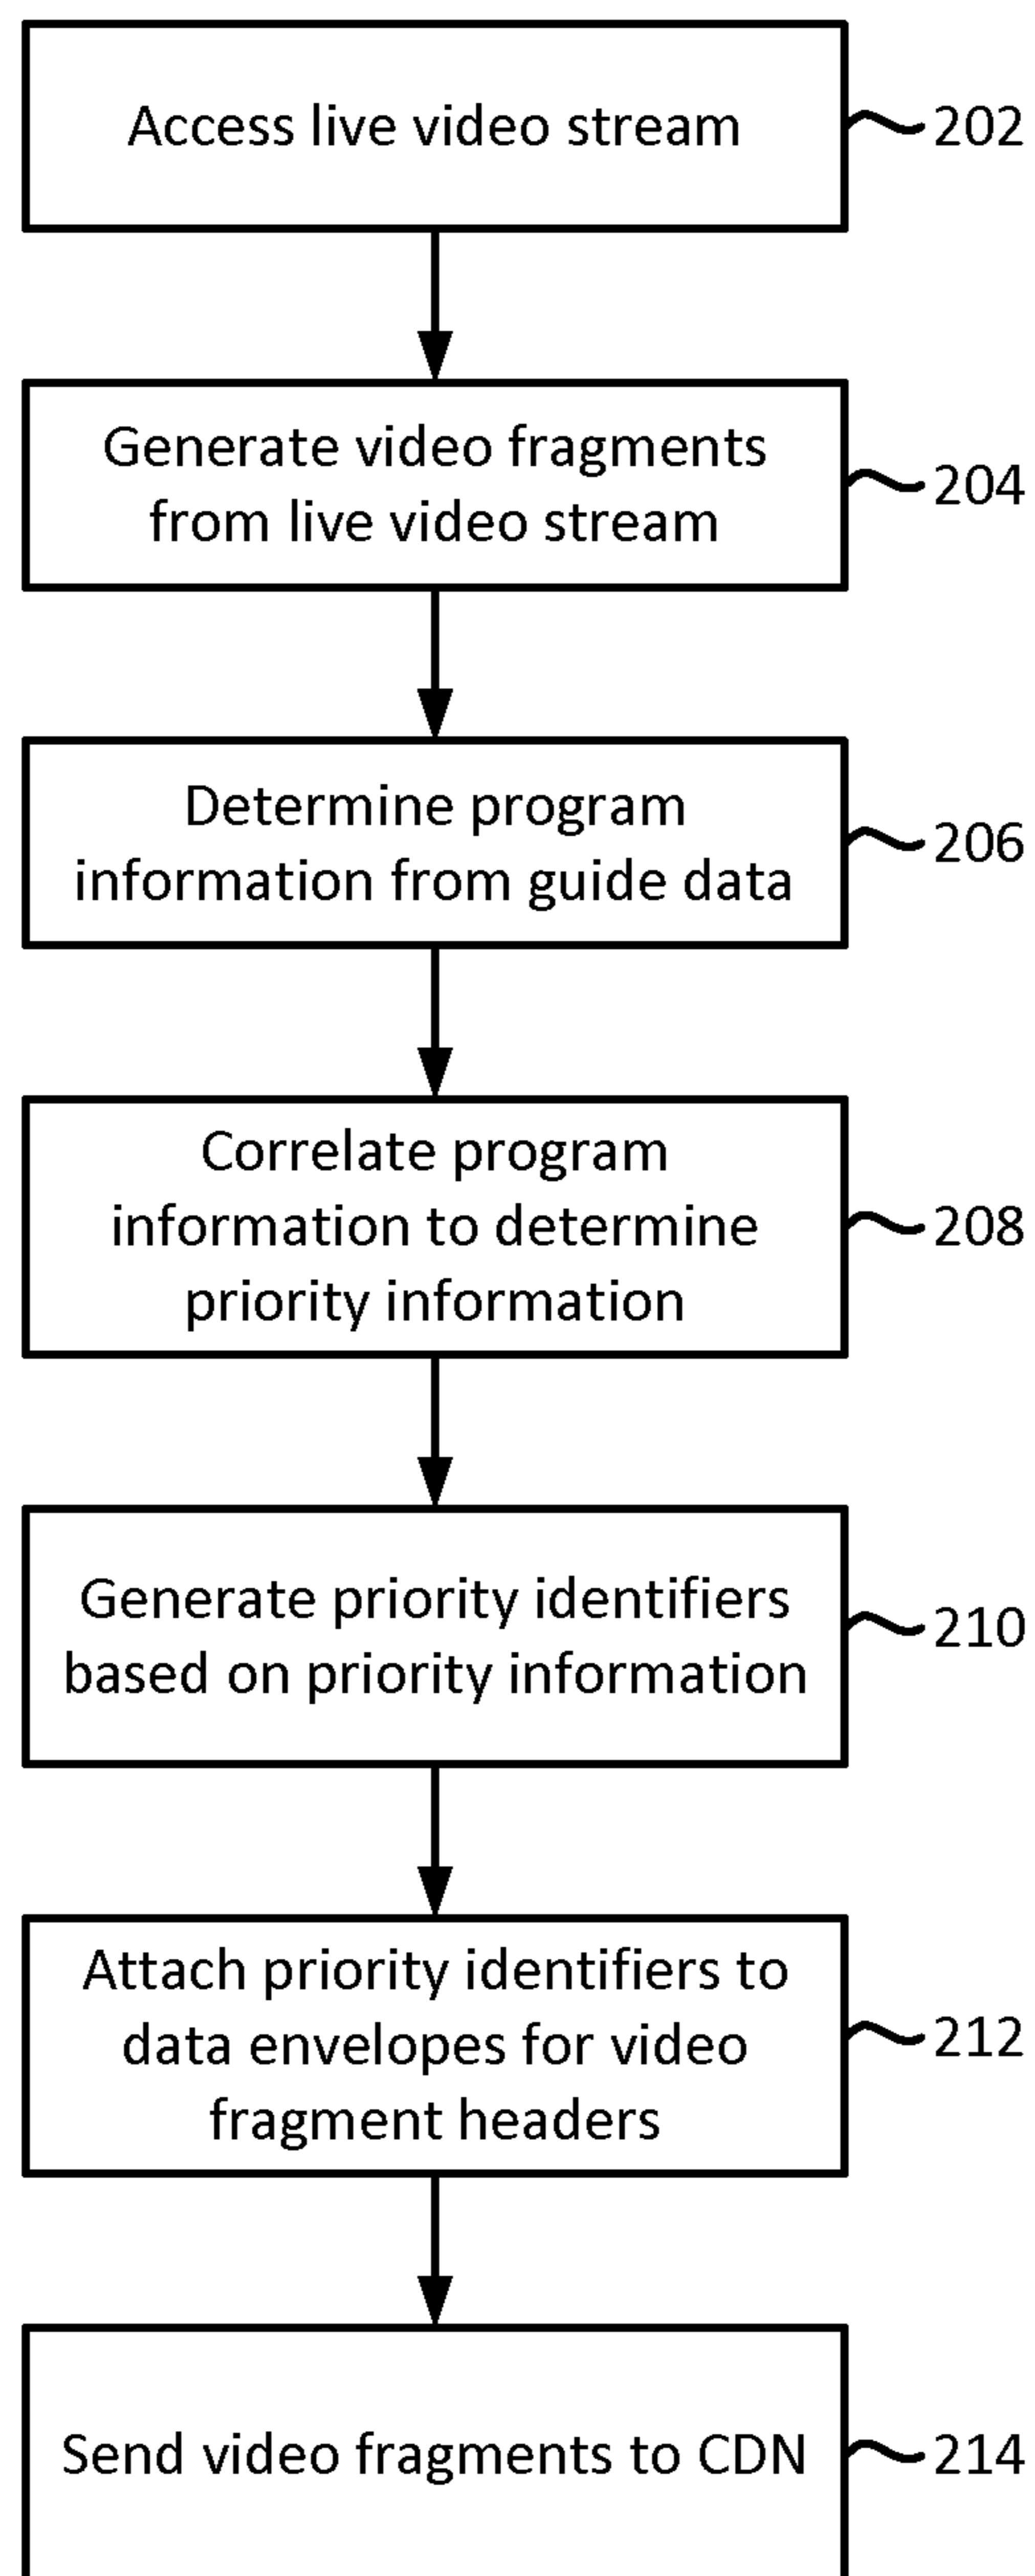 Access live video stream
202
Generate video fragments
from live video stream
204
Determine program
information from guide data
206
Correlate program
information to determine
priority information
208
Generate priority identifiers
based on priority information
210
Attach priority identifiers to
data envelopes for video
fragment headers
212
Send video fragments to CDN
214